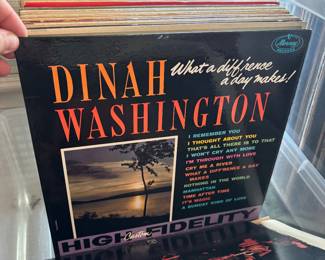 DINAH
What a diff'rence
a day makes!
Mercury
WASHINGTON
I REMEMBER YOU
I THOUGHT ABOUT YOU
THAT'S ALL THERE IS TO THAT
I WON'T CRY ANY MORE
I'M THROUGH WITH LOVE
CRY ME A RIVER
WHAT A DIFF'RENCE A DAY
MAKES
NOTHING IN THE WORLD
MANHATTAN
TIME AFTER TIME
IT'S MAGIC
A SUNDAY KIND OF LOVE
Custom
HIGH FIDELITY